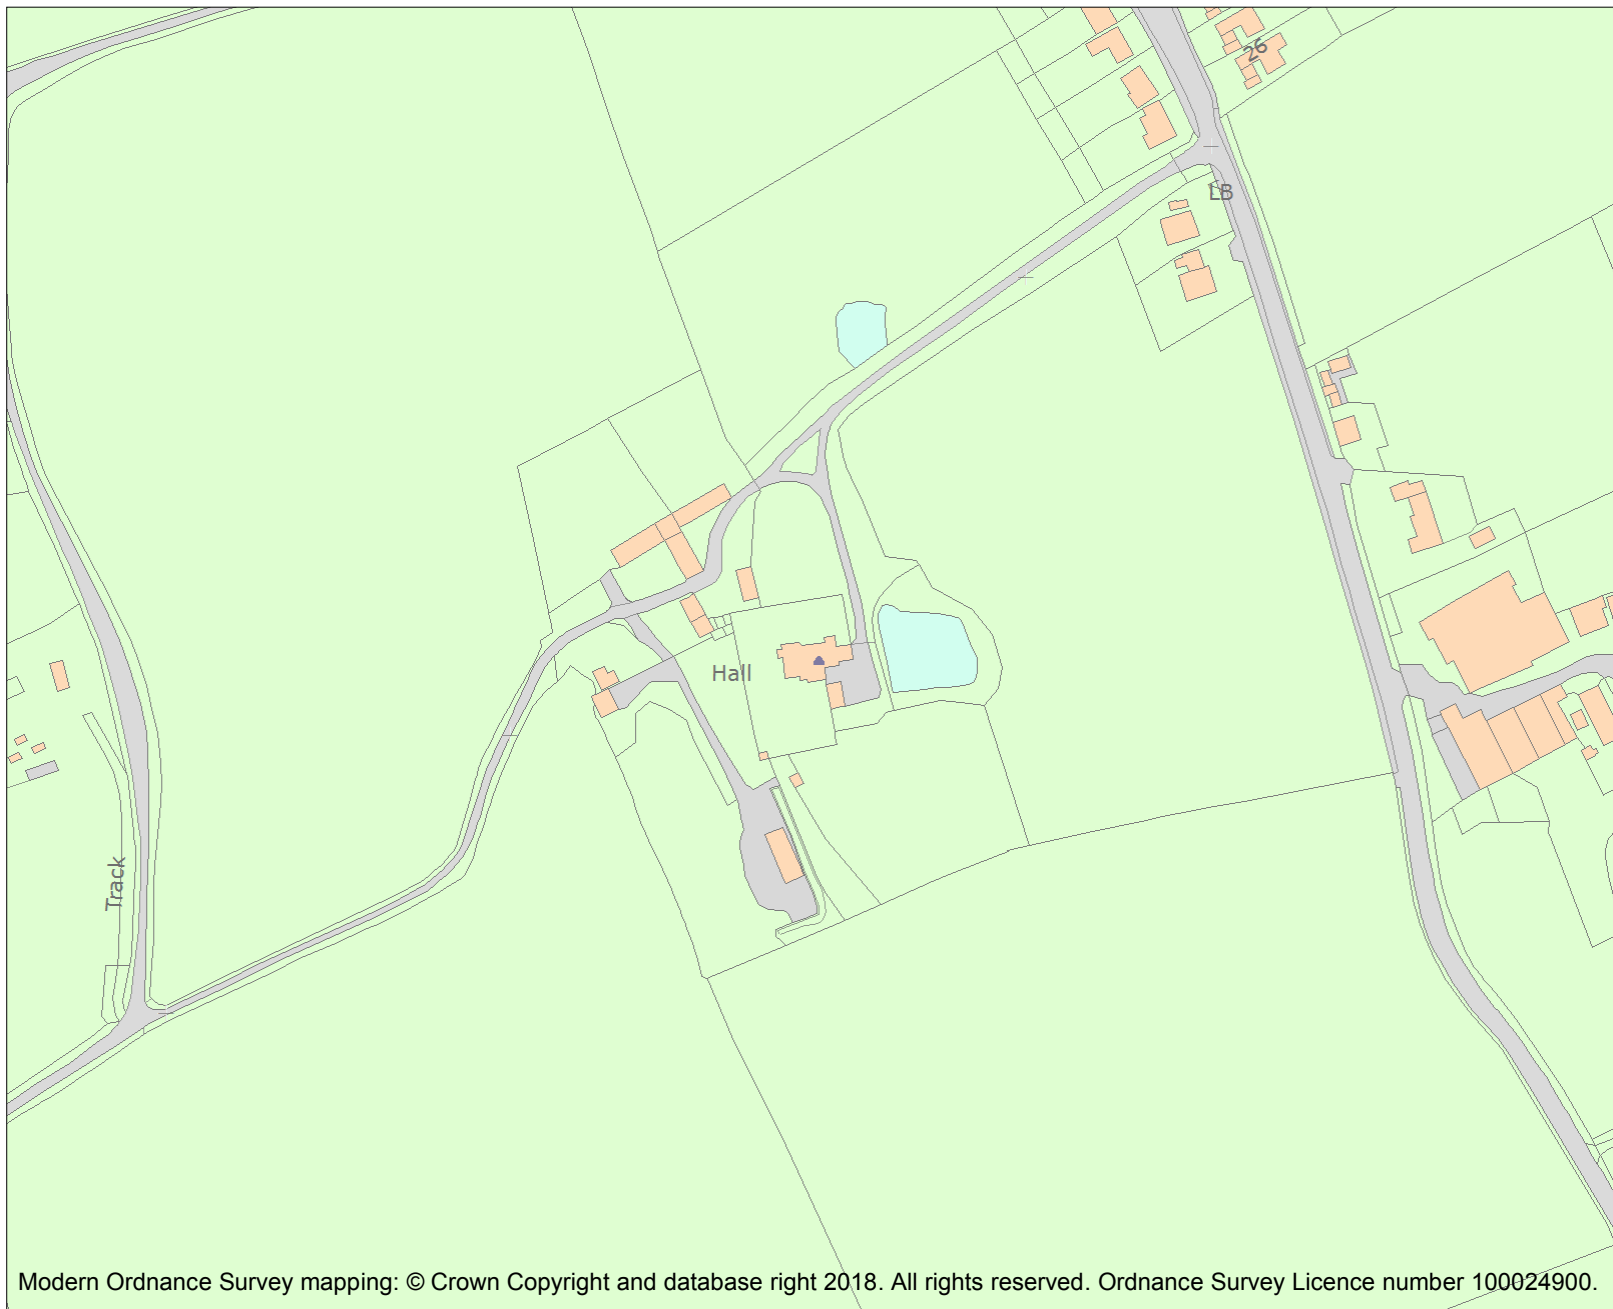 26
LB
Hall
Track
Modern Ordnance Survey mapping: © Crown Copyright and database right 2018. All rights reserved. Ordnance Survey Licence number 100024900.